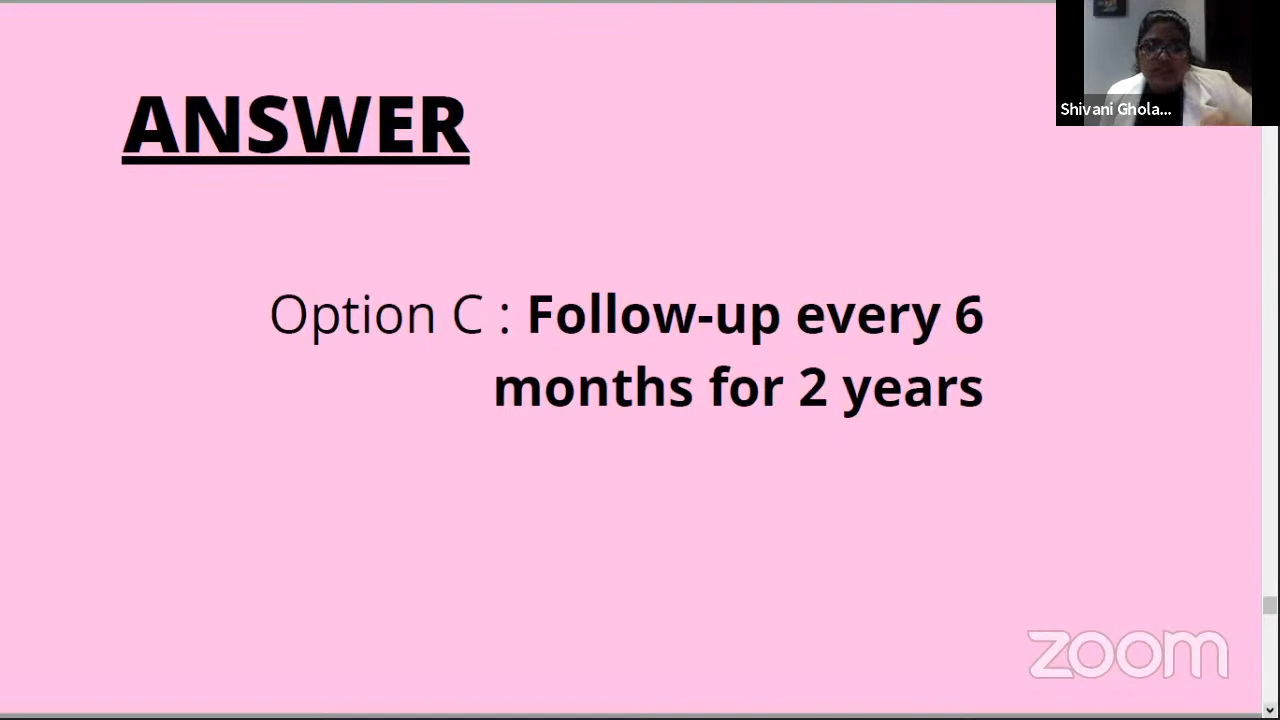 ANSWER
Shivani Ghola...
Option C : Follow-up every 6
months for 2 years
zoom